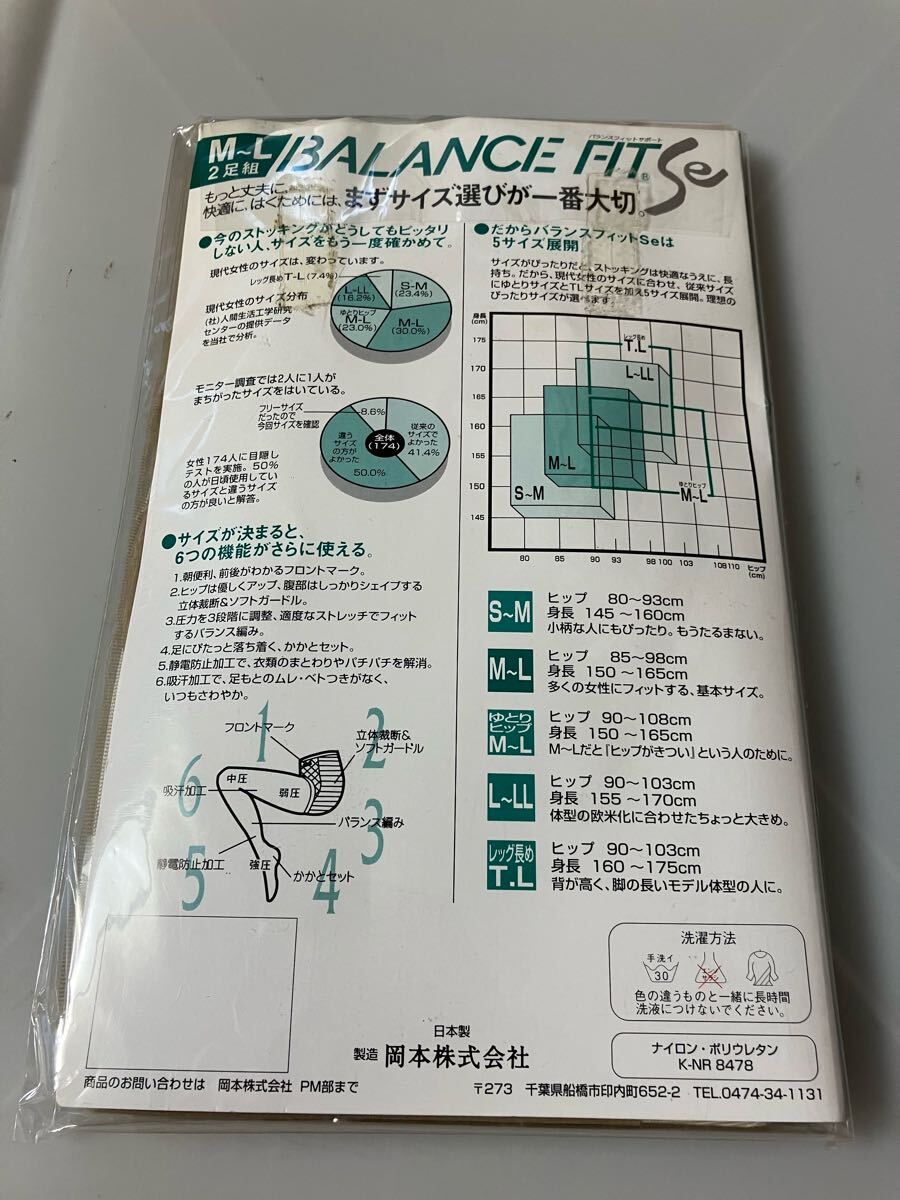 M~L
2足組
BALANCE FIT® Se
バランスフィットサポート
もっと丈夫に、
快適に、はくためには、まずサイズ選びが一番大切。
●今のストッキングがどうしてもピッタリ
しない人、サイズをもう一度確かめて。
現代女性のサイズは、変わっています。
レッグ長めT-L(7.4%)
L-LL
(16.2%)
S-M
(23.4%)
ゆとりヒップ
M-L
(23.0%)
M-L
(30.0%)
現代女性のサイズ分布
(社)人間生活工学研究
センターの提供データ
を当社で分析。
モニター調査では2人に1人が
まちがったサイズをはいている。
フリーサイズ
だったので
今回サイズを確認
8.6%
違う
サイズ
の方が
よかった
50.0%
全体
(174)
従来の
サイズで
よかった
41.4%
女性174人に目隠し
テストを実施。50%
の人が日頃使用してい
るサイズと違うサイズ
の方が良いと解答。
●サイズが決まると、
6つの機能がさらに使える。
1.朝便利、前後がわかるフロントマーク。
2.ヒップは優しくアップ、腹部はしっかりシェイプする
立体裁断&ソフトガードル。
3.圧力を3段階に調整、適度なストレッチでフィット
するバランス編み。
4.足にぴたっと落ち着く、かかとセット。
5.静電防止加工で、衣類のまとわりやパチパチを解消。
6.吸汗加工で、足もとのムレ・ベトつきがなく、
いつもさわやか。
1
フロントマーク
2
立体裁断&
ソフトガードル
6
吸汗加工
中圧
弱圧
バランス編み
3
静電防止加工
5
強圧
かかとセット
4
●だからバランスフィットSeは
5サイズ展開
サイズがぴったりだと、ストッキングは快適なうえに、長
持ち。だから、現代女性のサイズに合わせ、従来サイズ
にゆとりサイズとTLサイズを加え5サイズ展開。理想の
ぴったりサイズが選べます。
身長
(cm)
175
170
165
160
155
150
145
レッグ長め
T.L
L~LL
M~L
S~M
ゆとりヒップ
M~L
80 85 90 93 98 100 103 108 110 ヒップ
(cm)
S~M
ヒップ 80~93cm
身長 145~160cm
小柄な人にもぴったり。もうたるまない。
M~L
ヒップ 85~98cm
身長 150~165cm
多くの女性にフィットする、基本サイズ。
ゆとり
ヒップ
M~L
ヒップ 90~108cm
身長 150~165cm
M~Lだと『ヒップがきつい』という人のために。
L~LL
ヒップ 90~103cm
身長 155~170cm
体型の欧米化に合わせたちょっと大きめ。
レッグ長め
T.L
ヒップ 90~103cm
身長 160~175cm
背が高く、脚の長いモデル体型の人に。
洗濯方法
手洗イ
30
エンソ
サラシ
色の違うものと一緒に長時間
洗液につけないでください。
日本製
製造 岡本株式会社
ナイロン・ポリウレタン
K-NR 8478
商品のお問い合わせは 岡本株式会社 PM部まで
〒273 千葉県船橋市印内町652-2 TEL.0474-34-1131